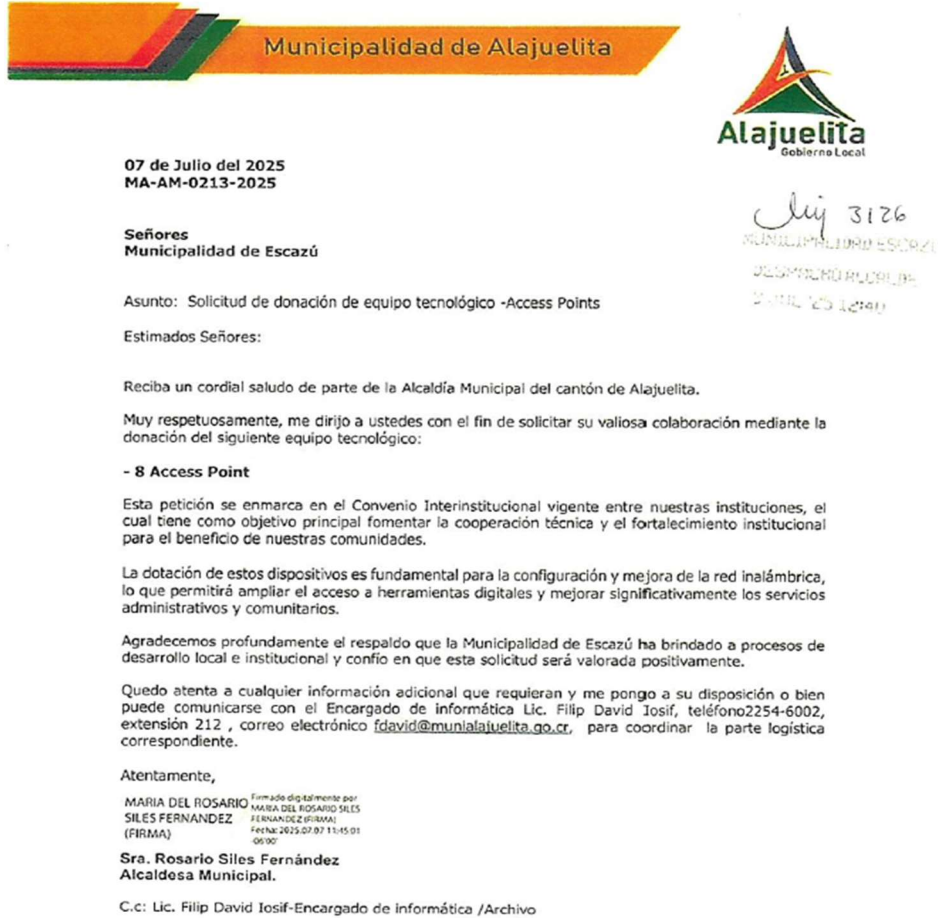 Municipalidad de Alajuelita
Alajuelita
Gobierno Local
07 de Julio del 2025
MA-AM-0213-2025
3126
MUNICIPALIDAD ESCAZU
DESPACHO ALCALDE
JUL '25 12:40
Señores
Municipalidad de Escazú
Asunto: Solicitud de donación de equipo tecnológico -Access Points
Estimados Señores:
Reciba un cordial saludo de parte de la Alcaldía Municipal del cantón de Alajuelita.
Muy respetuosamente, me dirijo a ustedes con el fin de solicitar su valiosa colaboración mediante la
donación del siguiente equipo tecnológico:
- 8 Access Point
Esta petición se enmarca en el Convenio Interinstitucional vigente entre nuestras instituciones, el
cual tiene como objetivo principal fomentar la cooperación técnica y el fortalecimiento institucional
para el beneficio de nuestras comunidades.
La dotación de estos dispositivos es fundamental para la configuración y mejora de la red inalámbrica,
lo que permitirá ampliar el acceso a herramientas digitales y mejorar significativamente los servicios
administrativos y comunitarios.
Agradecemos profundamente el respaldo que la Municipalidad de Escazú ha brindado a procesos de
desarrollo local e institucional y confío en que esta solicitud será valorada positivamente.
Quedo atenta a cualquier información adicional que requieran y me pongo a su disposición o bien
puede comunicarse con el Encargado de informática Lic. Filip David Iosif, teléfono2254-6002,
extensión 212 , correo electrónico fdavid@munialajuelita.go.cr, para coordinar la parte logística
correspondiente.
Atentamente,
MARIA DEL ROSARIO
SILES FERNANDEZ
(FIRMA)
Firmado digitalmente por
MARIA DEL ROSARIO SILES
FERNANDEZ (FIRMA)
Fecha: 2025.07.07 11:45:01
-06'00'
Sra. Rosario Siles Fernández
Alcaldesa Municipal.
C.c: Lic. Filip David Iosif-Encargado de informática /Archivo